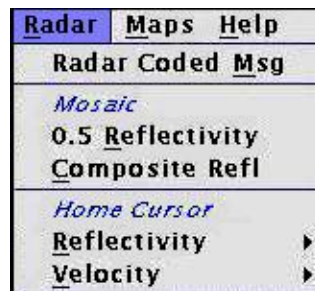 Radar Maps Help
Radar Coded Msg
Mosaic
0.5 Reflectivity
Composite Refl
Home Cursor
Reflectivity
Velocity